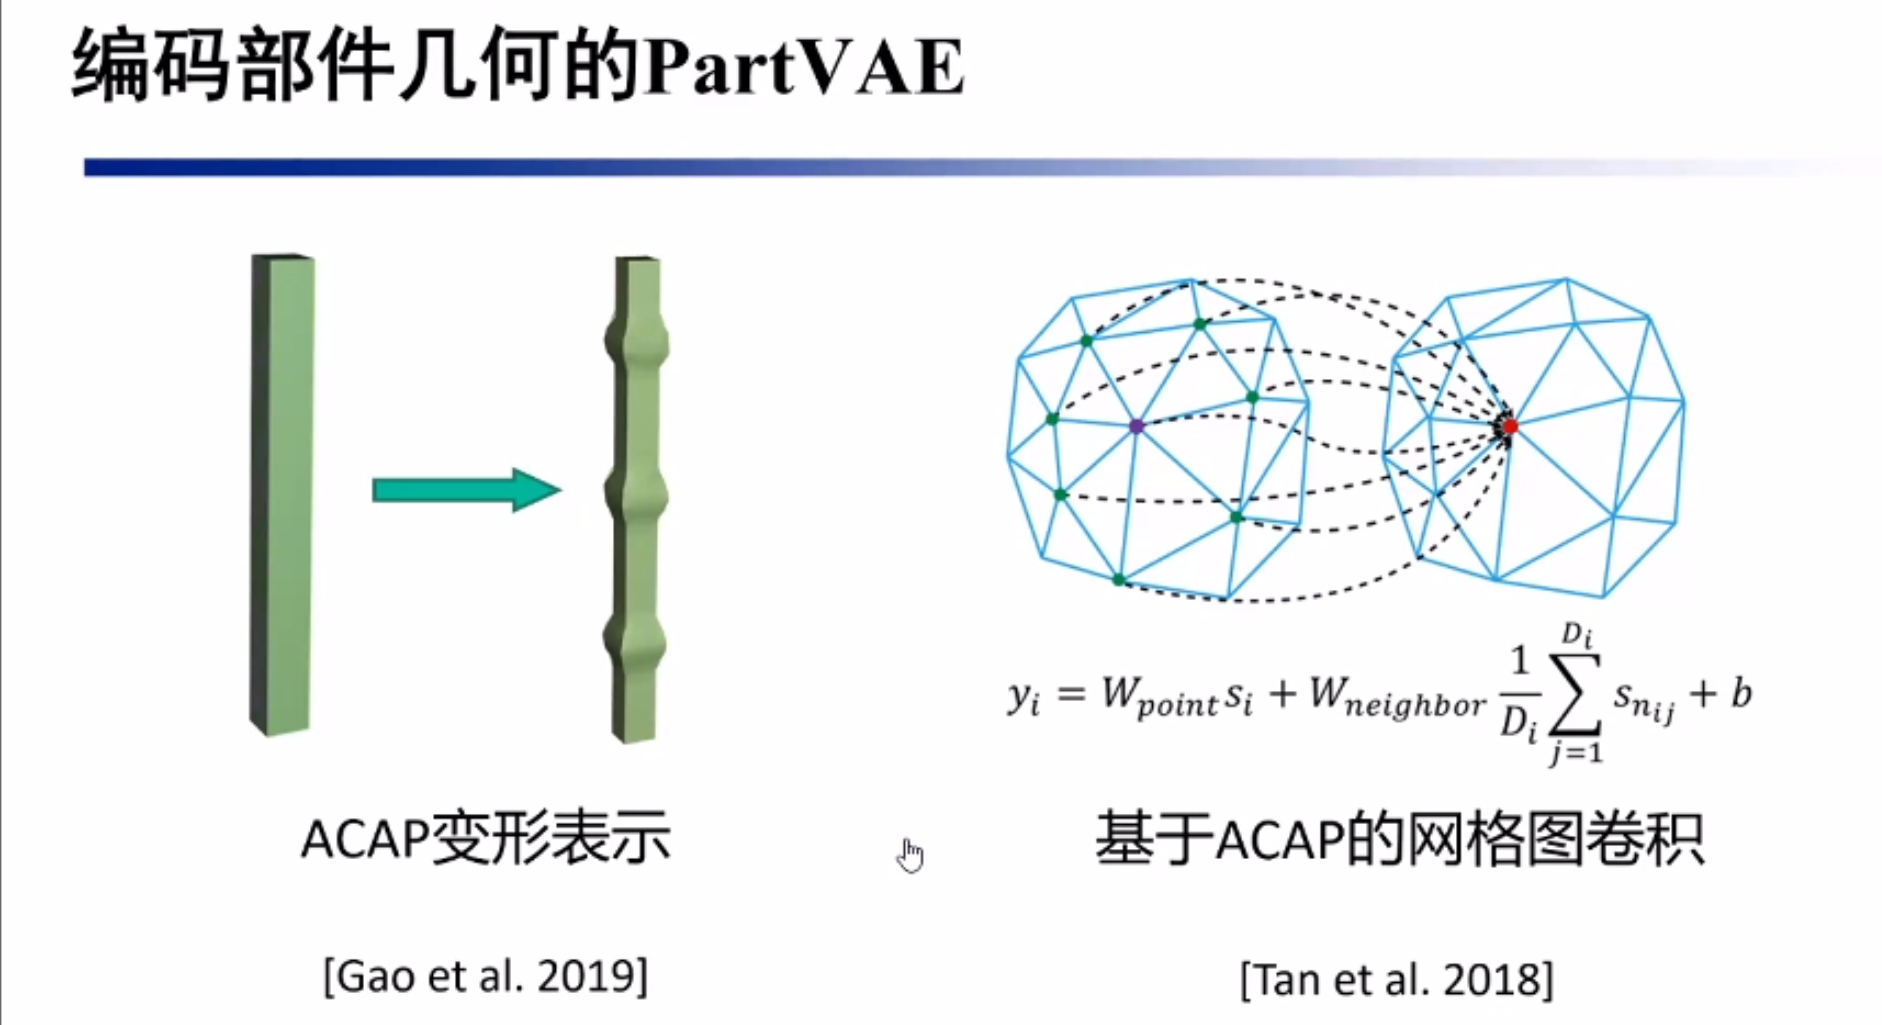 编码部件几何的PartVAE
y_i = W_{point} s_i + W_{neighbor} \frac{1}{D_i} \sum_{j=1}^{D_i} s_{n_{ij}} + b
ACAP变形表示
基于ACAP的网格图卷积
[Gao et al. 2019]
[Tan et al. 2018]